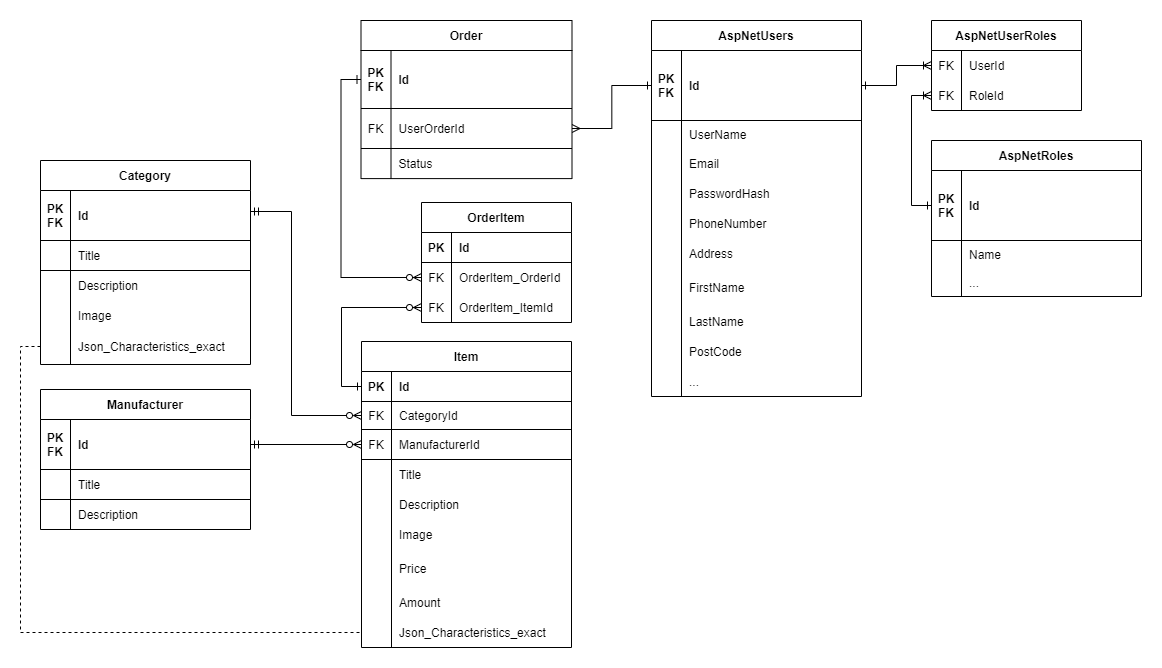 Order
PK
FK
Id
FK
UserOrderId
Status
AspNetUsers
PK
FK
Id
UserName
Email
PasswordHash
PhoneNumber
Address
FirstName
LastName
PostCode
...
AspNetUserRoles
FK
UserId
FK
RoleId
AspNetRoles
PK
FK
Id
Name
...
Category
PK
FK
Id
Title
Description
Image
Json_Characteristics_exact
OrderItem
PK
Id
FK
OrderItem_OrderId
FK
OrderItem_ItemId
Manufacturer
PK
FK
Id
Title
Description
Item
PK
Id
FK
CategoryId
FK
ManufacturerId
Title
Description
Image
Price
Amount
Json_Characteristics_exact